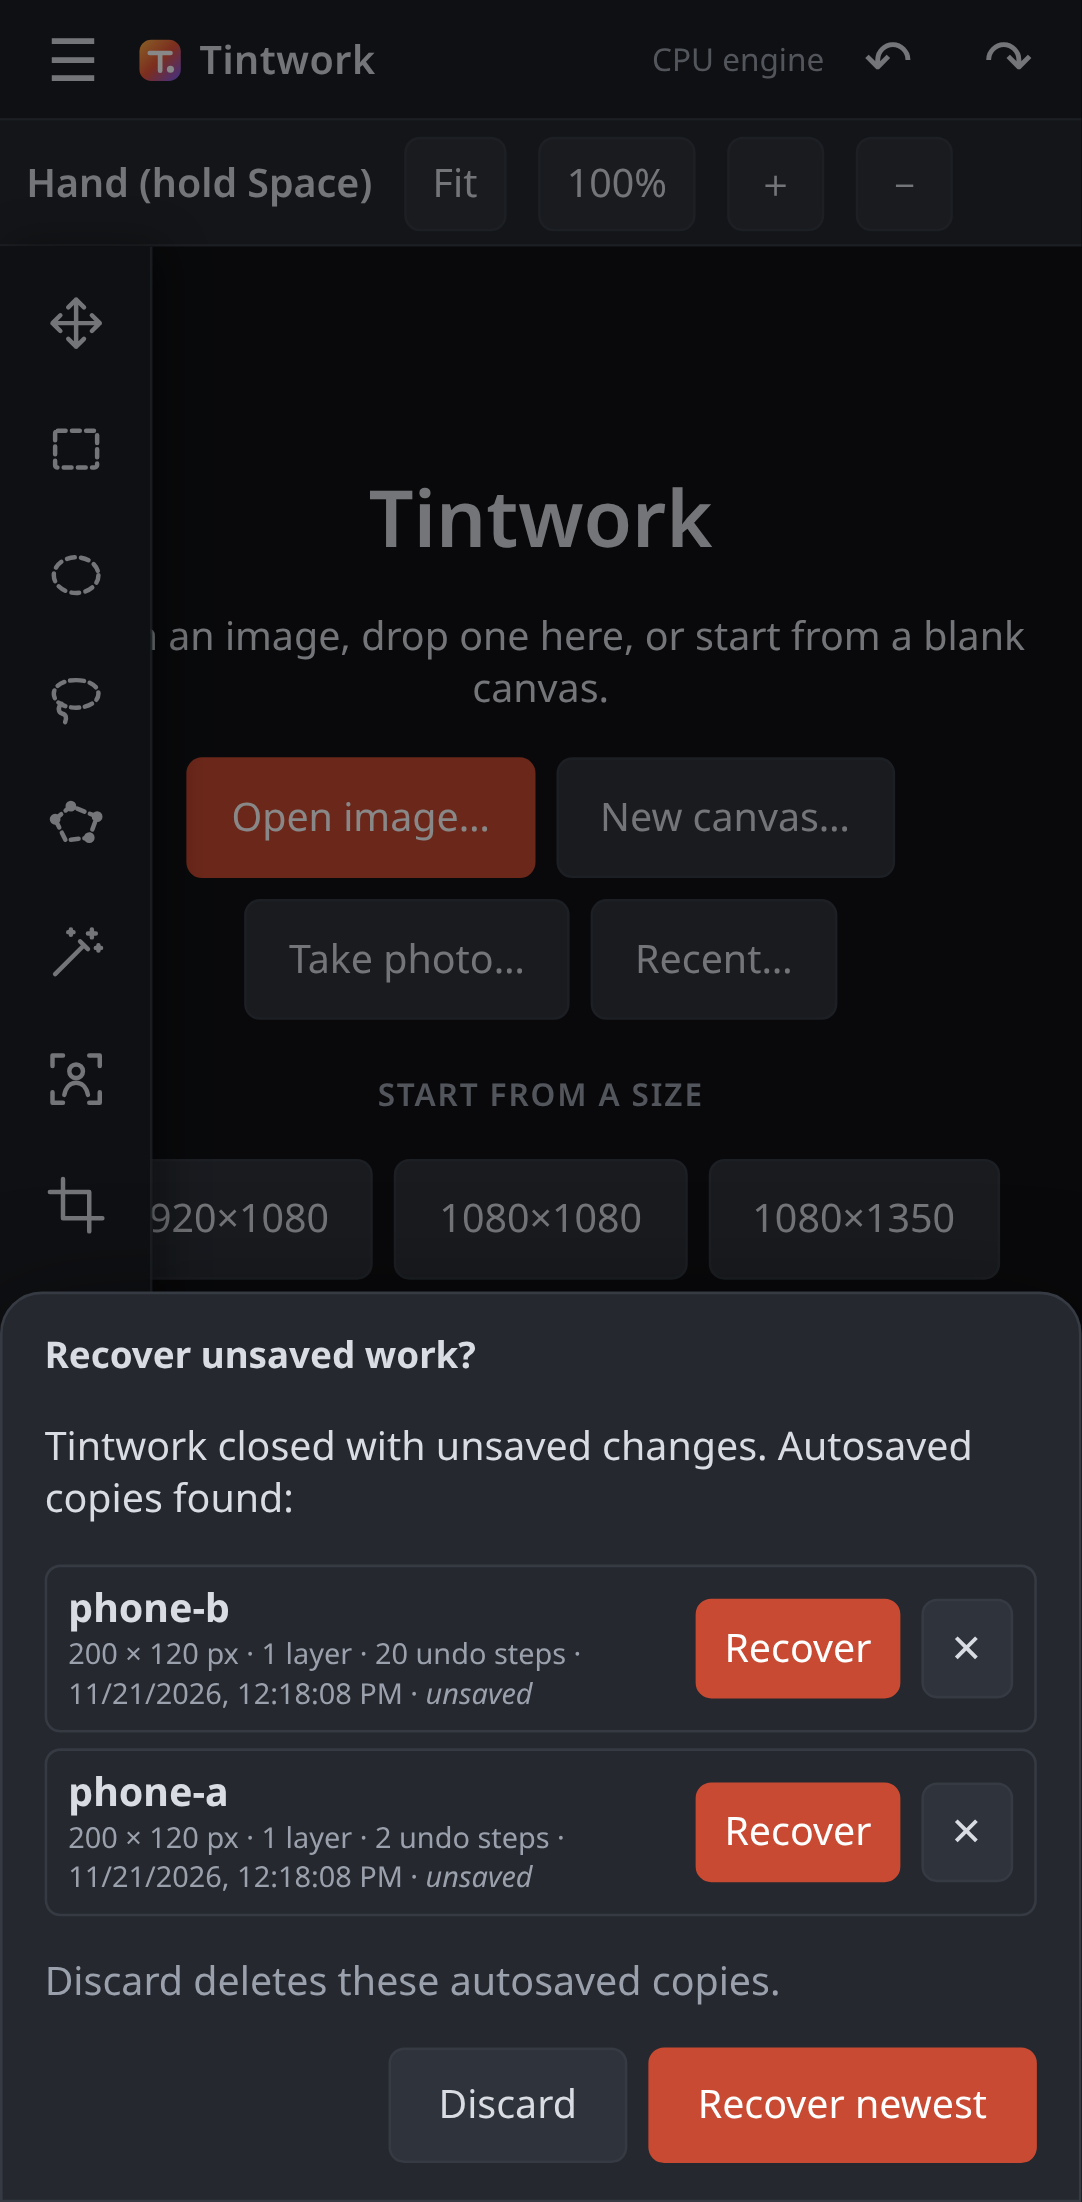 Tintwork
CPU engine
Hand (hold Space)
Fit
100%
+
−
Tintwork
an image, drop one here, or start from a blank
canvas.
Open image...
New canvas...
Take photo...
Recent...
START FROM A SIZE
920×1080
1080×1080
1080×1350
Recover unsaved work?
Tintwork closed with unsaved changes. Autosaved
copies found:
phone-b
200 × 120 px · 1 layer · 20 undo steps ·
11/21/2026, 12:18:08 PM · unsaved
Recover
×
phone-a
200 × 120 px · 1 layer · 2 undo steps ·
11/21/2026, 12:18:08 PM · unsaved
Recover
×
Discard deletes these autosaved copies.
Discard
Recover newest